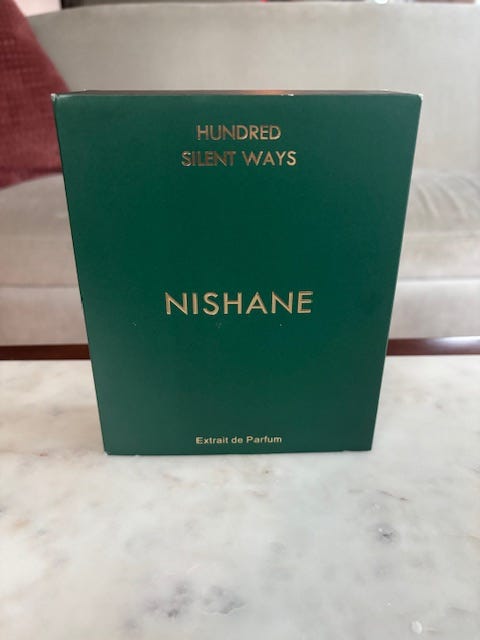 HUNDRED
SILENT WAYS
NISHANE
Extrait de Parfum